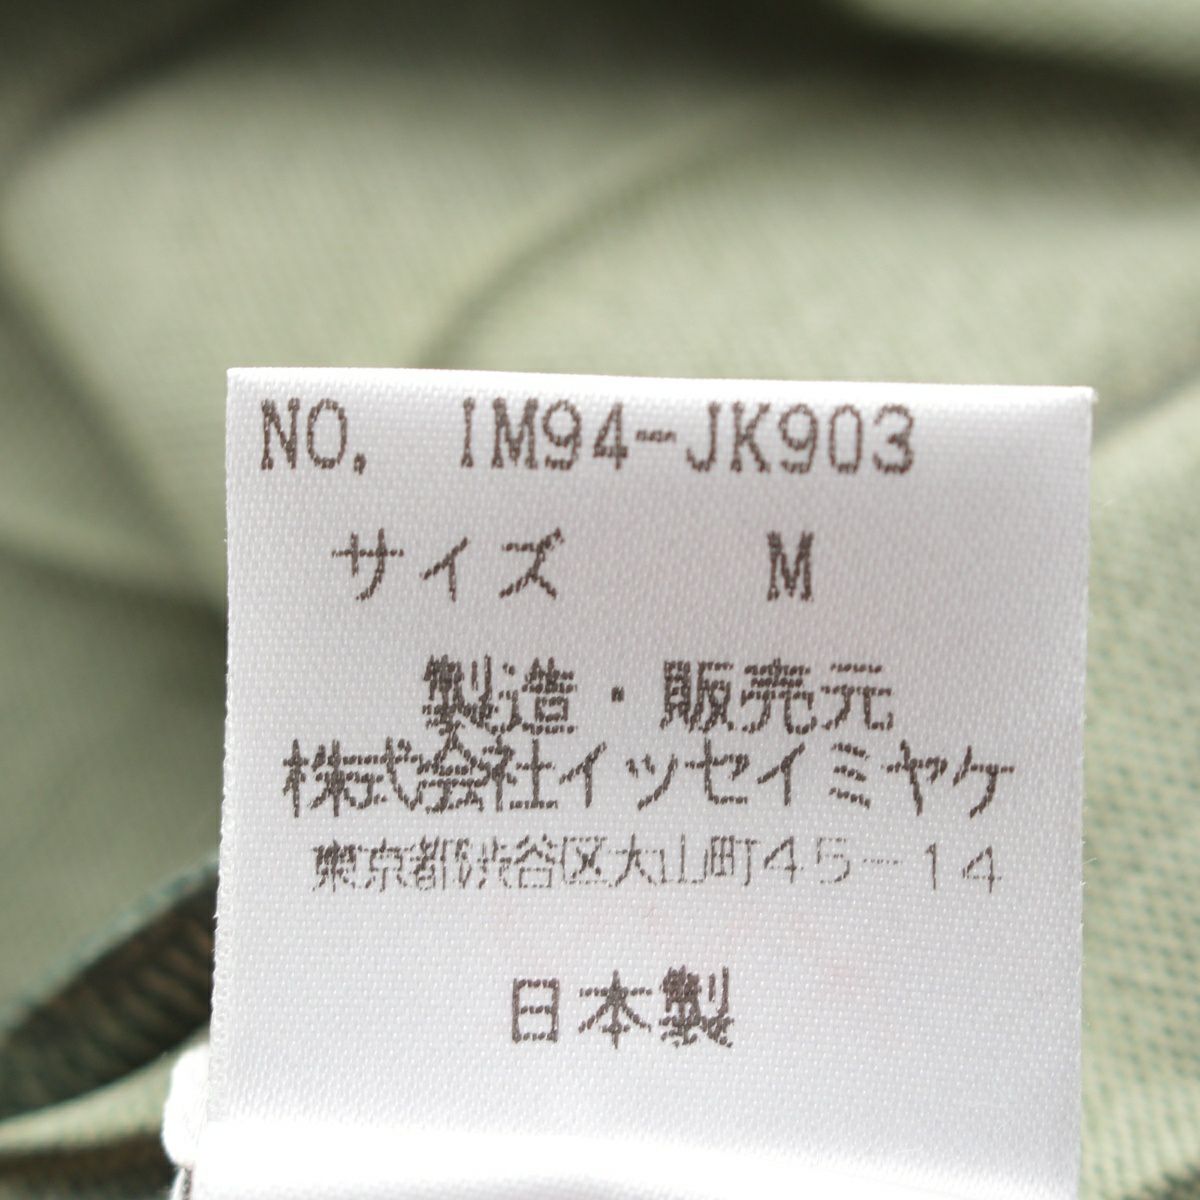 NO. IM94-JK903
サイズ M
製造・販売元
株式会社イッセイミヤケ
東京都渋谷区大山町45-14
日本製